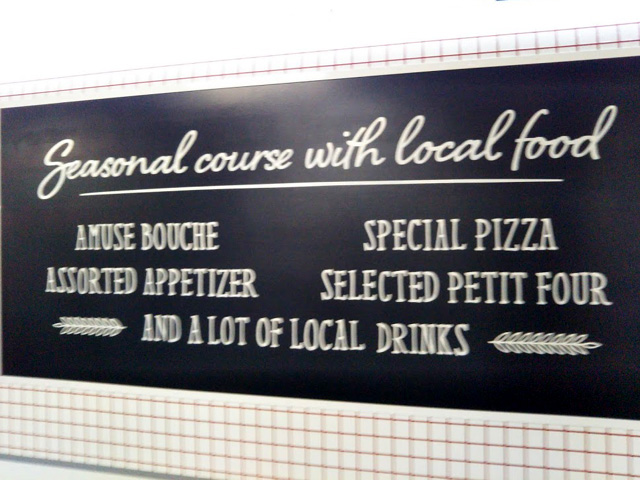 Seasonal course with local food
AMUSE BOUCHE
SPECIAL PIZZA
ASSORTED APPETIZER
SELECTED PETIT FOUR
AND A LOT OF LOCAL DRINKS